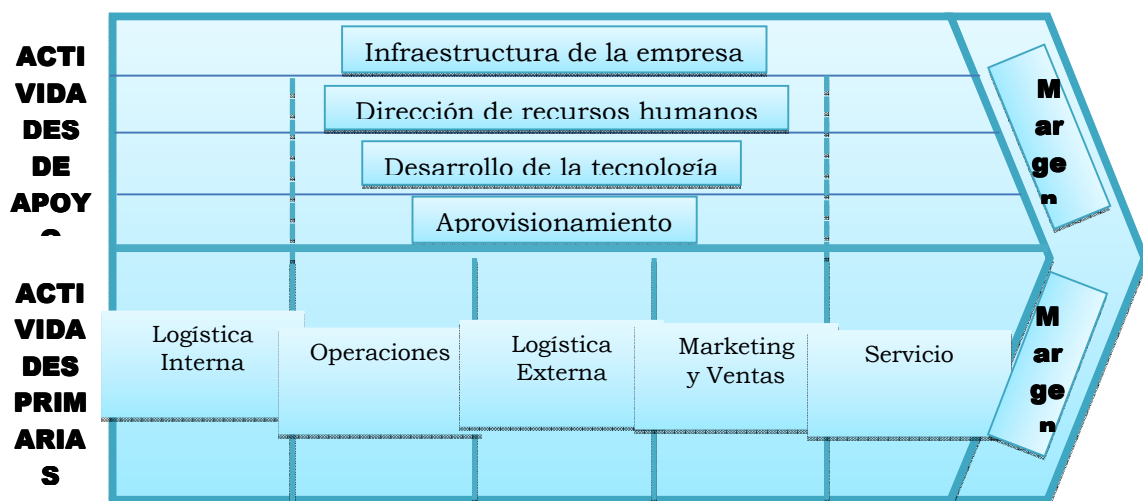 ACTI
VIDA
DES
DE
APOY
O
Infraestructura de la empresa
Dirección de recursos humanos
Desarrollo de la tecnología
Aprovisionamiento
M
ar
ge
n
ACTI
VIDA
DES
PRIM
ARIA
S
Logística
Interna
Operaciones
Logística
Externa
Marketing
y Ventas
Servicio
M
ar
ge
n